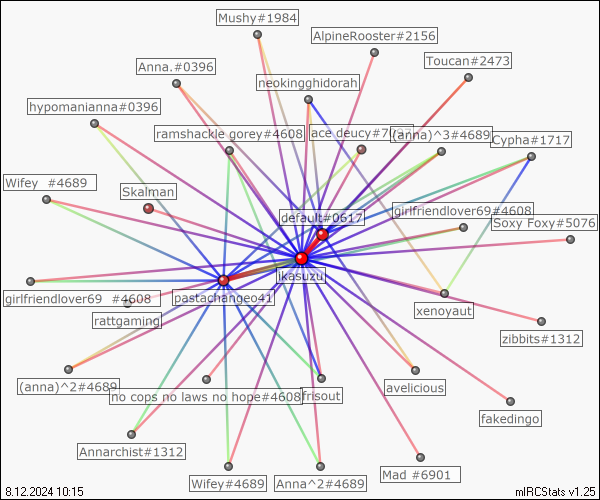 Mushy#1984
AlpineRooster#2156
Toucan#2473
Anna.#0396
neokingghidorah
hypomanianna#0396
ramshackle gorey#4608
ace deucy#7
(anna)^3#4689
Cypha#1717
Wifey #4689
Skalman
default#0617
girlfriendlover69#4608
Soxy Foxy#5076
girlfriendlover69 #4608
pastachangeo41
ikasuzu
rattgaming
xenoyaut
zibbits#1312
(anna)^2#4689
no cops no laws no hope#4608
frisout
avelicious
fakedingo
Annarchist#1312
Wifey#4689
Anna^2#4689
Mad #6901
8.12.2024 10:15
mIRCStats v1.25